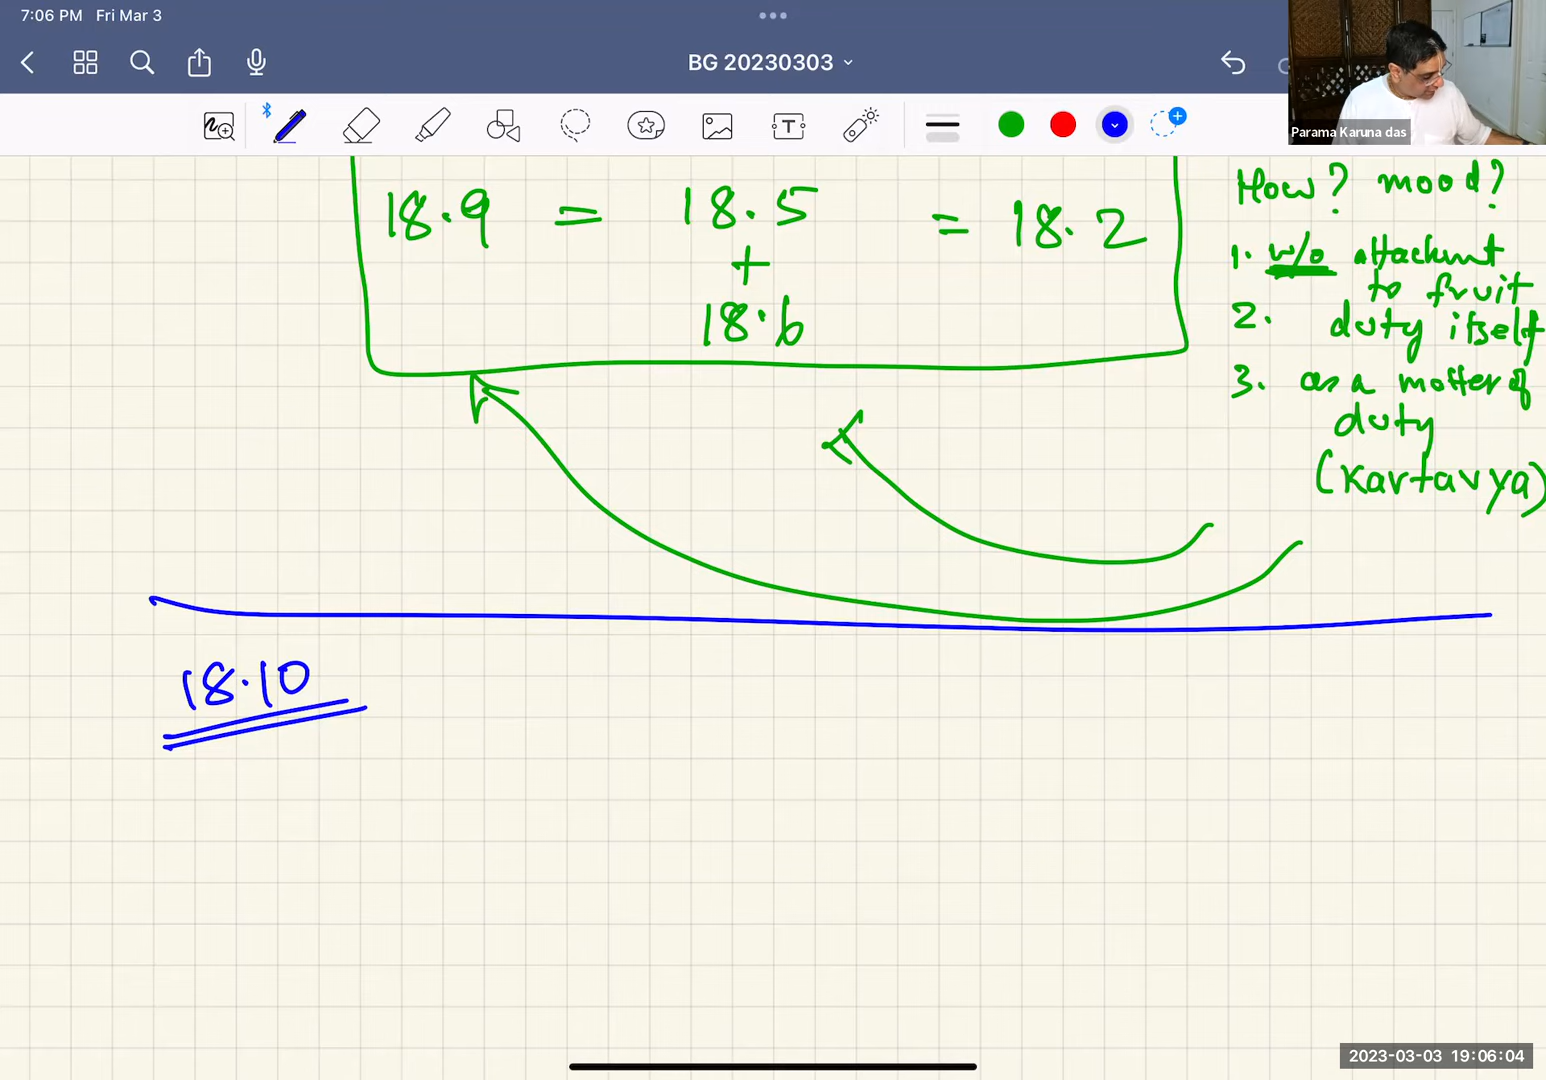 7:06 PM Fri Mar 3
BG 20230303
Parama Karuna das
18.9 = 18.5 = 18.2
+
18.6
How? mood?
1. w/o attachmt
to fruit
2. duty itself
3. as a matter of
duty
(Kartavya)
18.10
2023-03-03 19:06:04